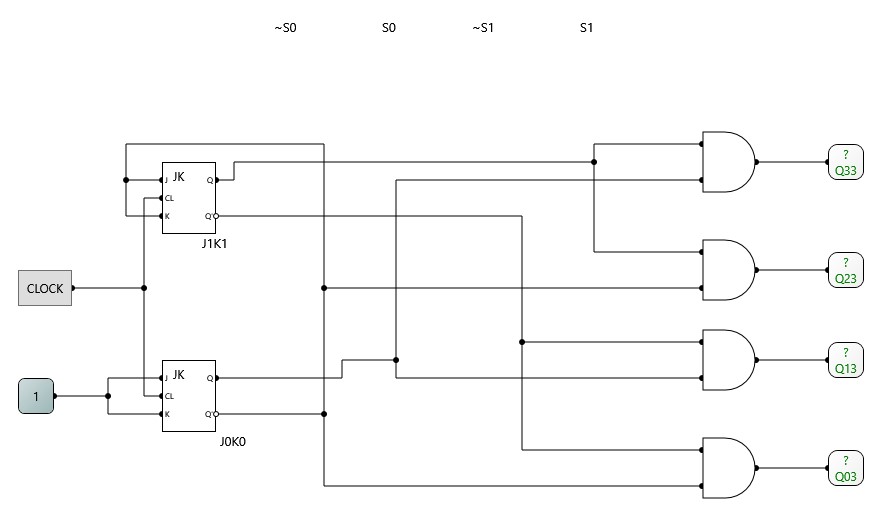 ~S0 S0 ~S1 S1
?
Q33
JK
J Q
CL
K Q'
J1K1
?
Q23
CLOCK
?
Q13
JK
J Q
CL
K Q'
1
J0K0
?
Q03